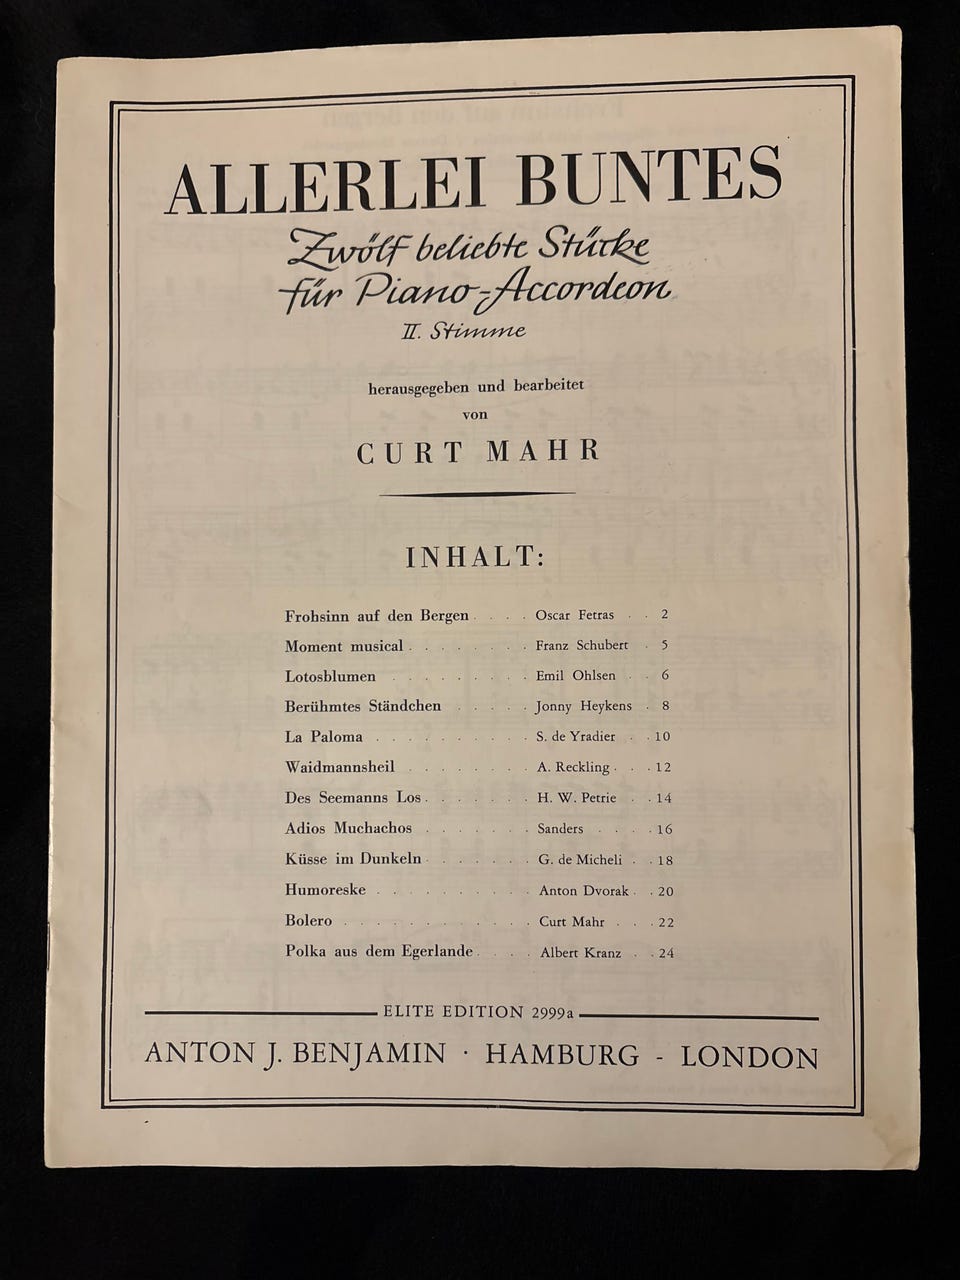 ALLERLEI BUNTES
Zwölf beliebte Stücke
für Piano-Accordeon
II. Stimme
herausgegeben und bearbeitet
von
CURT MAHR
INHALT:
Frohsinn auf den Bergen . . . . Oscar Fetras . . 2
Moment musical . . . . . . . . Franz Schubert . 5
Lotosblumen . . . . . . . . . Emil Ohlsen . . 6
Berühmtes Ständchen . . . . . Jonny Heykens . 8
La Paloma . . . . . . . . . . S. de Yradier . . 10
Waidmannsheil . . . . . . . . A. Reckling . . . 12
Des Seemanns Los . . . . . . . H. W. Petrie . . 14
Adios Muchachos . . . . . . . Sanders . . . . 16
Küsse im Dunkeln . . . . . . . G. de Micheli . . 18
Humoreske . . . . . . . . . . Anton Dvorak . . 20
Bolero . . . . . . . . . . . . Curt Mahr . . . 22
Polka aus dem Egerlande . . . . Albert Kranz . . 24
ELITE EDITION 2999a
ANTON J. BENJAMIN · HAMBURG - LONDON